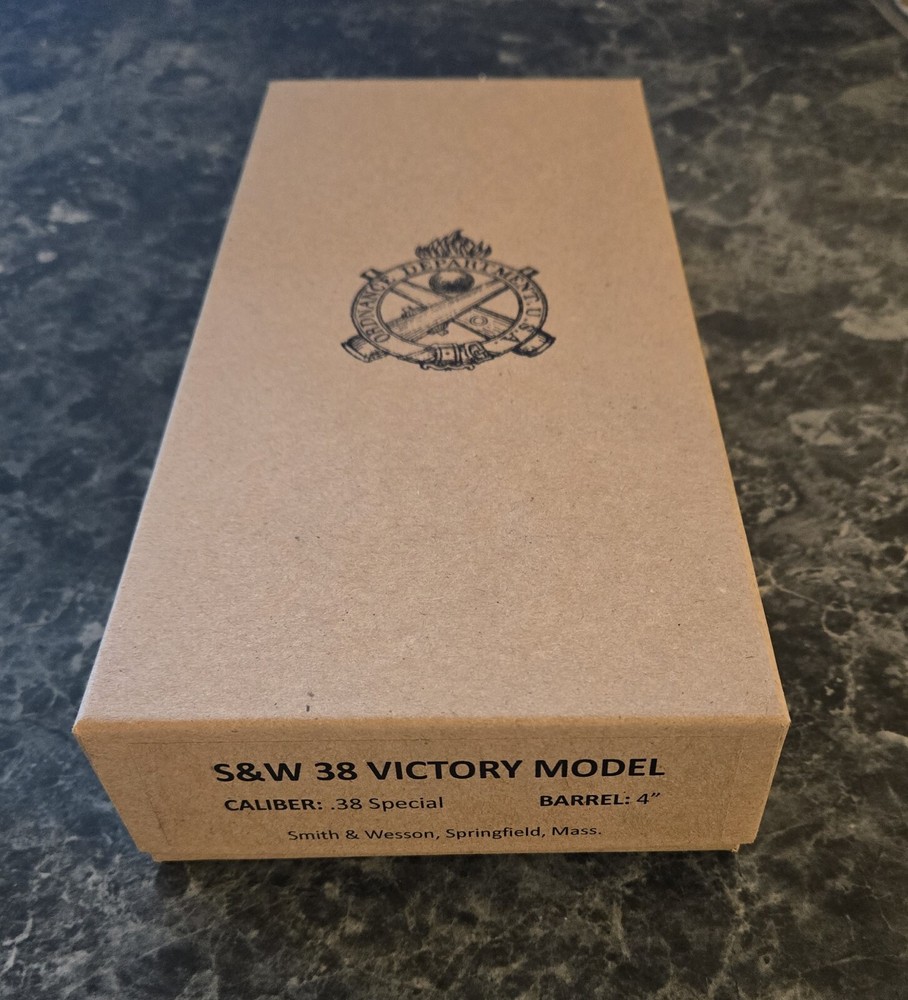 ORDNANCE DEPARTMENT. U.S.A.
S&W 38 VICTORY MODEL
CALIBER: .38 Special BARREL: 4”
Smith & Wesson, Springfield, Mass.